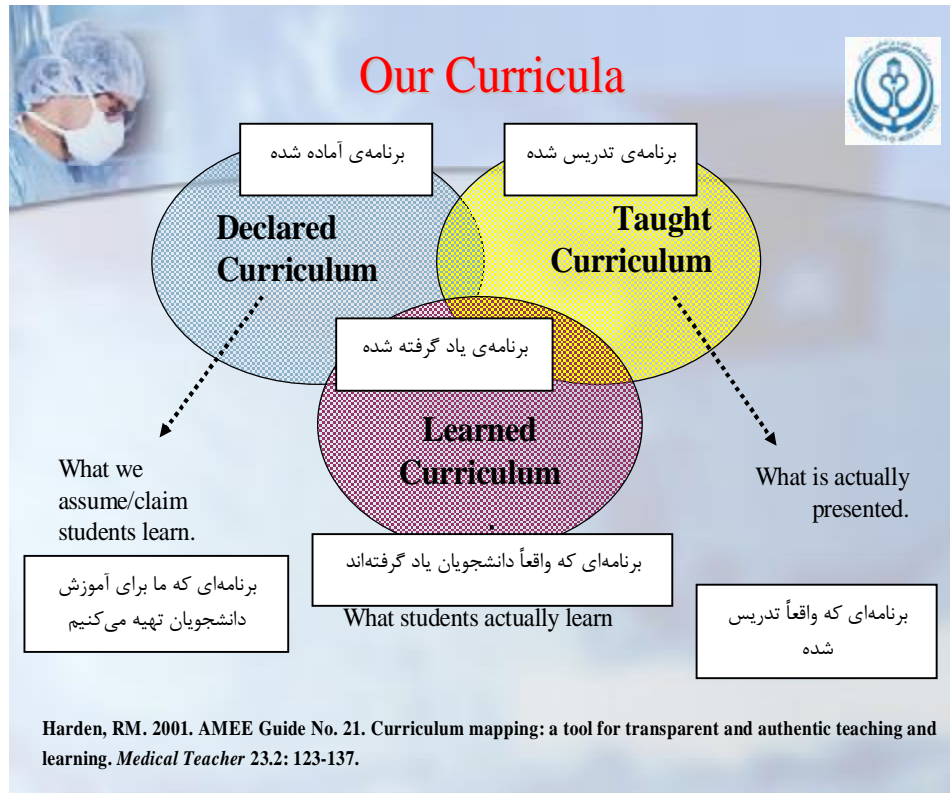 Our Curricula
برنامه‌ی آماده شده
برنامه‌ی تدریس شده
Declared
Curriculum
Taught
Curriculum
برنامه‌ی یاد گرفته شده
Learned
Curriculum
What we
assume/claim
students learn.
What is actually
presented.
برنامه‌ای که واقعاً دانشجویان یاد گرفته‌اند
What students actually learn
برنامه‌ای که ما برای آموزش
دانشجویان تهیه می‌کنیم
برنامه‌ای که واقعاً تدریس
شده
Harden, RM. 2001. AMEE Guide No. 21. Curriculum mapping: a tool for transparent and authentic teaching and
learning. Medical Teacher 23.2: 123-137.